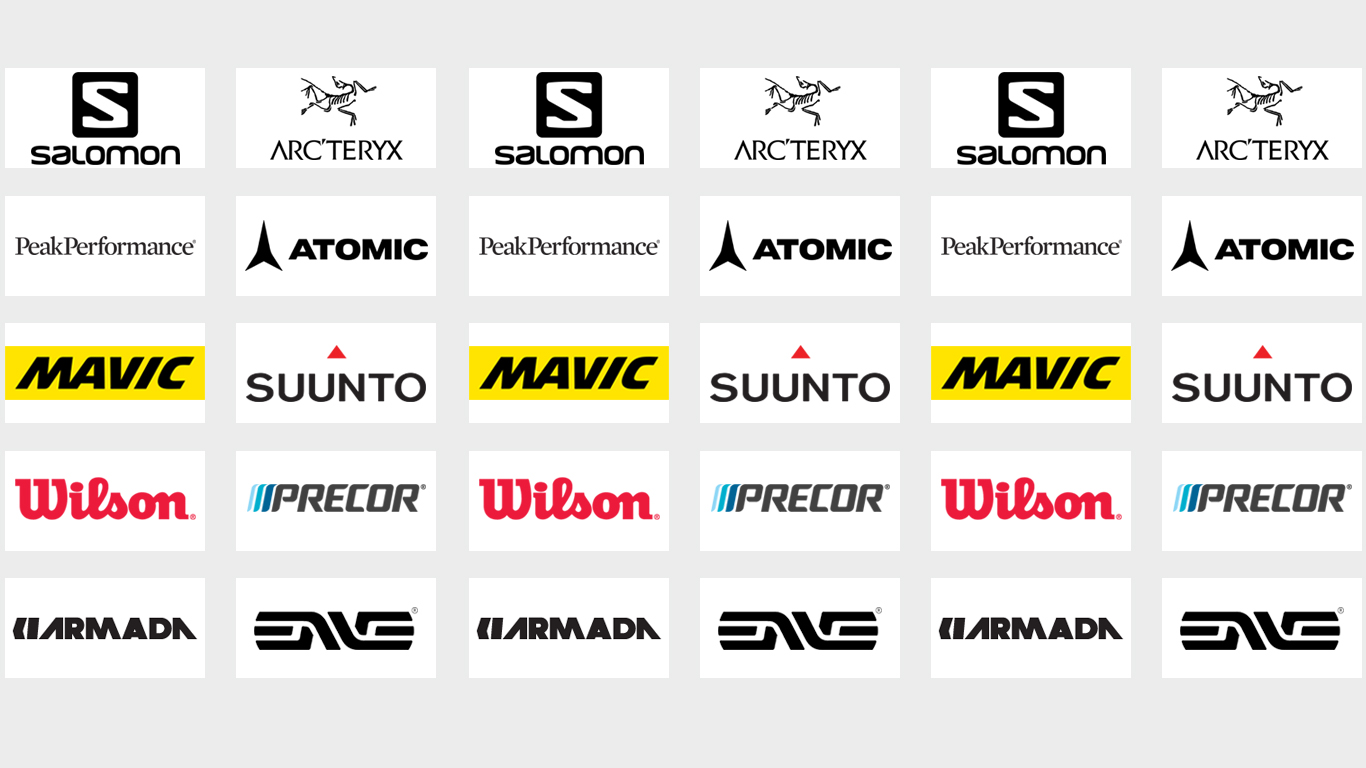 S S S
SALOMON ARC'TERYX SALOMON ARC'TERYX SALOMON ARC'TERYX
PeakPerformance® ATOMIC PeakPerformance® ATOMIC PeakPerformance® ATOMIC
MAVIC SUUNTO MAVIC SUUNTO MAVIC SUUNTO
Wilson® PRECOR® Wilson® PRECOR® Wilson® PRECOR®
ARMADA ENVE® ARMADA ENVE® ARMADA ENVE®